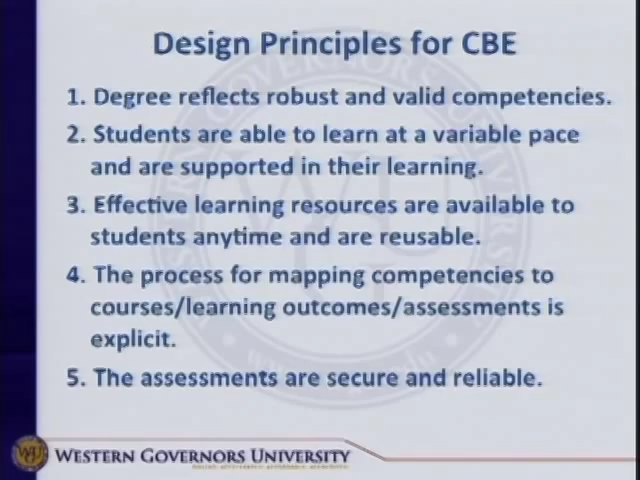 Design Principles for CBE
1. Degree reflects robust and valid competencies.
2. Students are able to learn at a variable pace
and are supported in their learning.
3. Effective learning resources are available to
students anytime and are reusable.
4. The process for mapping competencies to
courses/learning outcomes/assessments is
explicit.
5. The assessments are secure and reliable.
WGU
WESTERN GOVERNORS UNIVERSITY